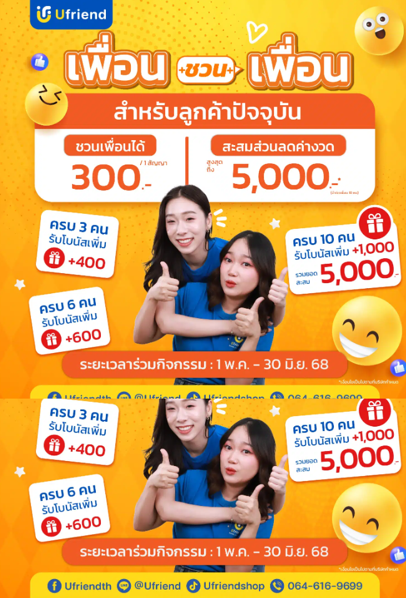 Ufriend
เพื่อน ชวน เพื่อน
สำหรับลูกค้าปัจจุบัน
ชวนเพื่อนได้
300.-
/ 1 สัญญา
สะสมส่วนลดค่างวด
สูงสุด
ถึง
5,000.-
ครบ 3 คน
รับโบนัสเพิ่ม
+400
ครบ 6 คน
รับโบนัสเพิ่ม
+600
ครบ 10 คน
รับโบนัสเพิ่ม +1,000
รวมยอด
สะสม
5,000.-
ระยะเวลาร่วมกิจกรรม : 1 พ.ค. - 30 มิ.ย. 68
Ufriendth @Ufriend Ufriendshop 064-616-9699
ครบ 3 คน
รับโบนัสเพิ่ม
+400
ครบ 6 คน
รับโบนัสเพิ่ม
+600
ครบ 10 คน
รับโบนัสเพิ่ม +1,000
รวมยอด
สะสม
5,000.-
ระยะเวลาร่วมกิจกรรม : 1 พ.ค. - 30 มิ.ย. 68
Ufriendth @Ufriend Ufriendshop 064-616-9699